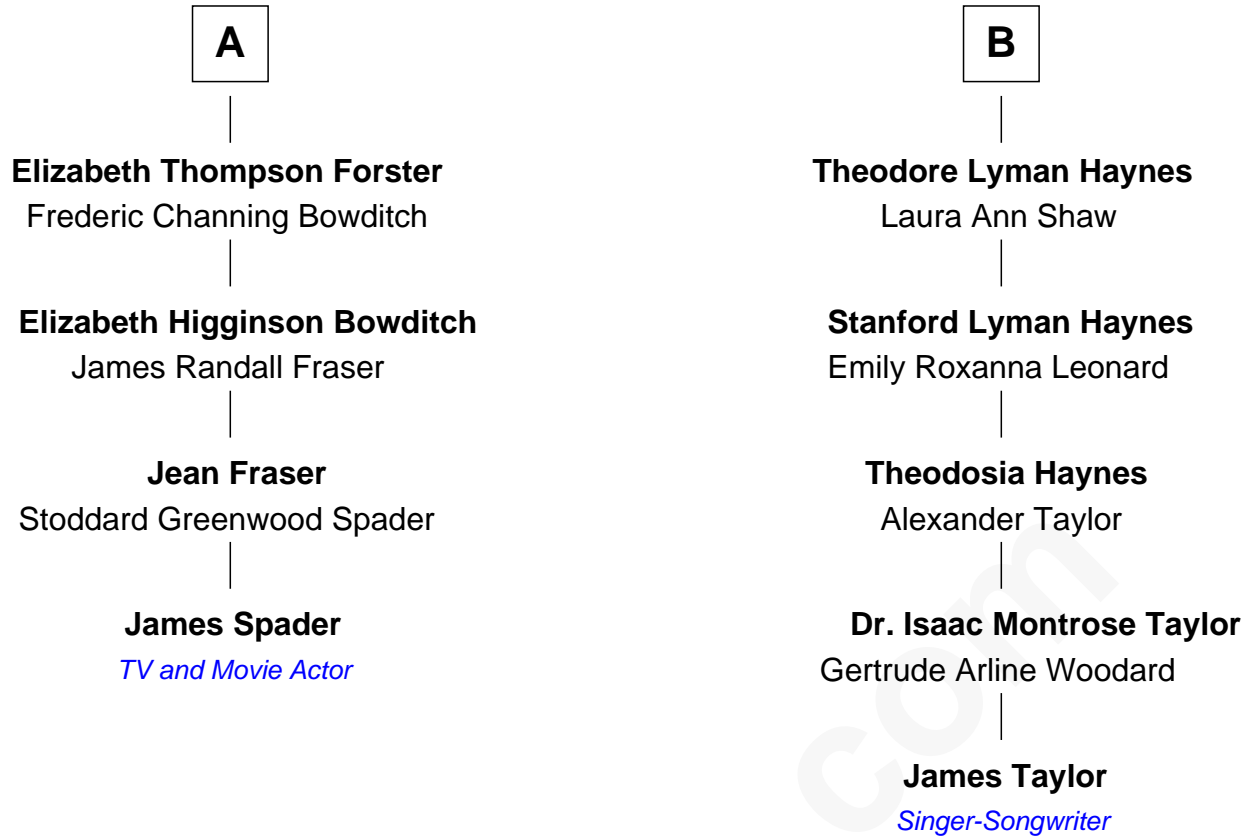 A
Elizabeth Thompson Forster
Frederic Channing Bowditch
Elizabeth Higginson Bowditch
James Randall Fraser
Jean Fraser
Stoddard Greenwood Spader
James Spader
TV and Movie Actor
B
Theodore Lyman Haynes
Laura Ann Shaw
Stanford Lyman Haynes
Emily Roxanna Leonard
Theodosia Haynes
Alexander Taylor
Dr. Isaac Montrose Taylor
Gertrude Arline Woodard
James Taylor
Singer-Songwriter
com